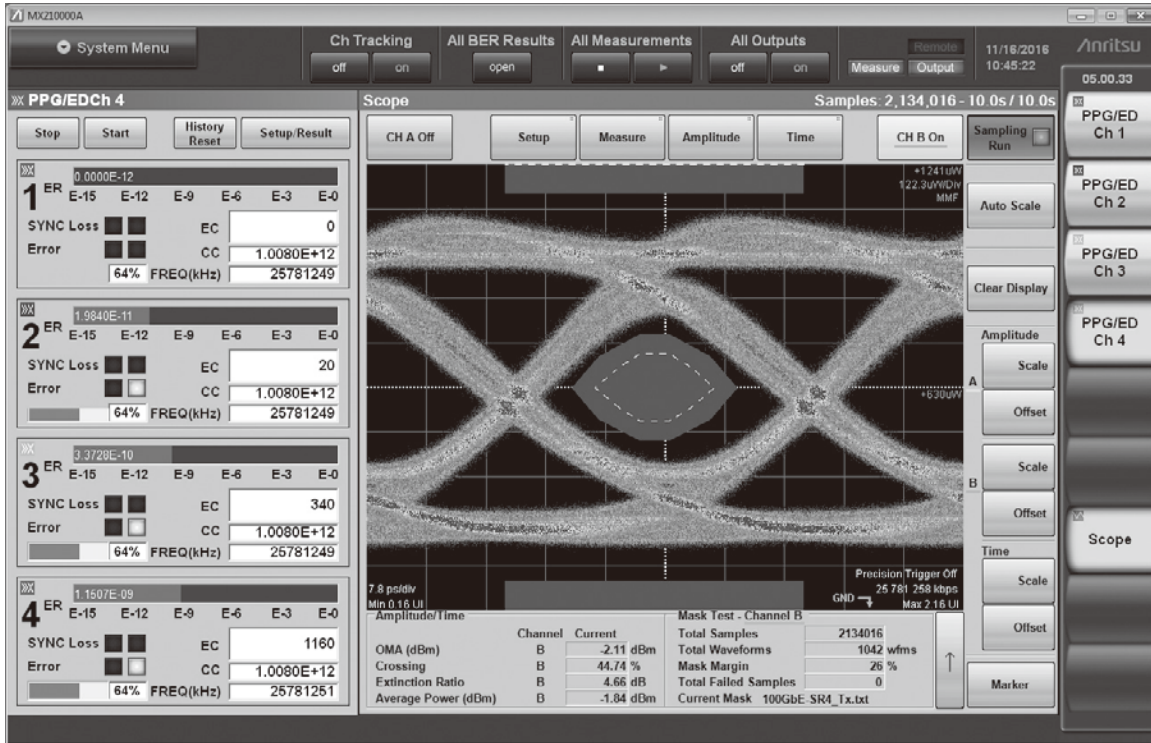 MX210000A
System Menu
Ch Tracking
off on
All BER Results
open
All Measurements
All Outputs
off on
Remote
Measure Output
11/16/2016
10:45:22
Anritsu
05.00.33
PPG/EDCh 4
Stop Start History Reset Setup/Result
1 ER 0.0000E-12
E-15 E-12 E-9 E-6 E-3 E-0
SYNC Loss EC 0
Error CC 1.0080E+12
64% FREQ(kHz) 25781249
2 ER 1.9840E-11
E-15 E-12 E-9 E-6 E-3 E-0
SYNC Loss EC 20
Error CC 1.0080E+12
64% FREQ(kHz) 25781249
3 ER 3.3728E-10
E-15 E-12 E-9 E-6 E-3 E-0
SYNC Loss EC 340
Error CC 1.0080E+12
64% FREQ(kHz) 25781249
4 ER 1.1507E-09
E-15 E-12 E-9 E-6 E-3 E-0
SYNC Loss EC 1160
Error CC 1.0080E+12
64% FREQ(kHz) 25781251
Scope Samples: 2,134,016 - 10.0s / 10.0s
CH A Off Setup Measure Amplitude Time CH B On Sampling Run
+1241uW
122.3uW/Div
MMF
+630uW
7.8 ps/div
Min 0.16 UI
Precision Trigger Off
25 781 258 kbps
GND Max 2.16 UI
Amplitude/Time
Channel Current
OMA (dBm) B -2.11 dBm
Crossing B 44.74 %
Extinction Ratio B 4.66 dB
Average Power (dBm) B -1.84 dBm
Mask Test - Channel B
Total Samples 2134016
Total Waveforms 1042 wfms
Mask Margin 26 %
Total Failed Samples 0
Current Mask 100GbE-SR4_Tx.txt
Auto Scale
Clear Display
Amplitude
A
Scale
Offset
B
Scale
Offset
Time
Scale
Offset
Marker
PPG/ED
Ch 1
PPG/ED
Ch 2
PPG/ED
Ch 3
PPG/ED
Ch 4
Scope